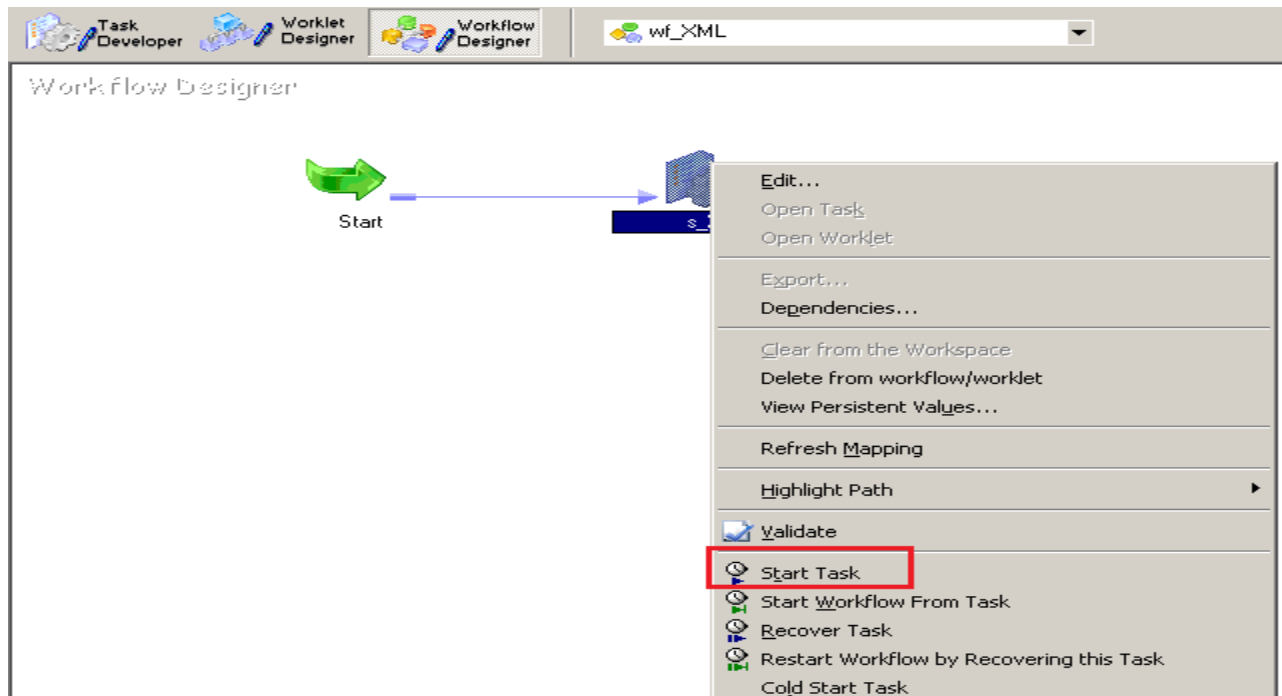 Task
Developer
Worklet
Designer
Workflow
Designer
wf_XML
Workflow Designer
Start
Edit...
Open Task
Open Worklet
Export...
Dependencies...
Clear from the Workspace
Delete from workflow/worklet
View Persistent Values...
Refresh Mapping
Highlight Path
Validate
Start Task
Start Workflow From Task
Recover Task
Restart Workflow by Recovering this Task
Cold Start Task